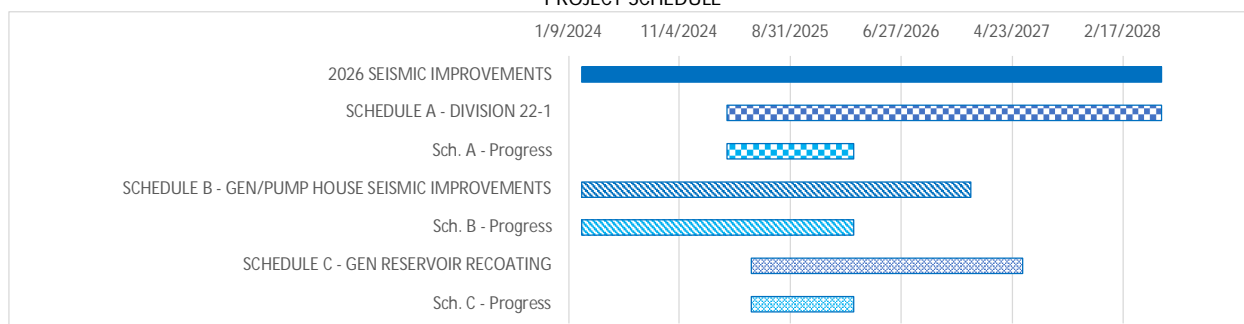 PROJECT SCHEDULE
1/9/2024 11/4/2024 8/31/2025 6/27/2026 4/23/2027 2/17/2028
2026 SEISMIC IMPROVEMENTS
SCHEDULE A - DIVISION 22-1
Sch. A - Progress
SCHEDULE B - GEN/PUMP HOUSE SEISMIC IMPROVEMENTS
Sch. B - Progress
SCHEDULE C - GEN RESERVOIR RECOATING
Sch. C - Progress